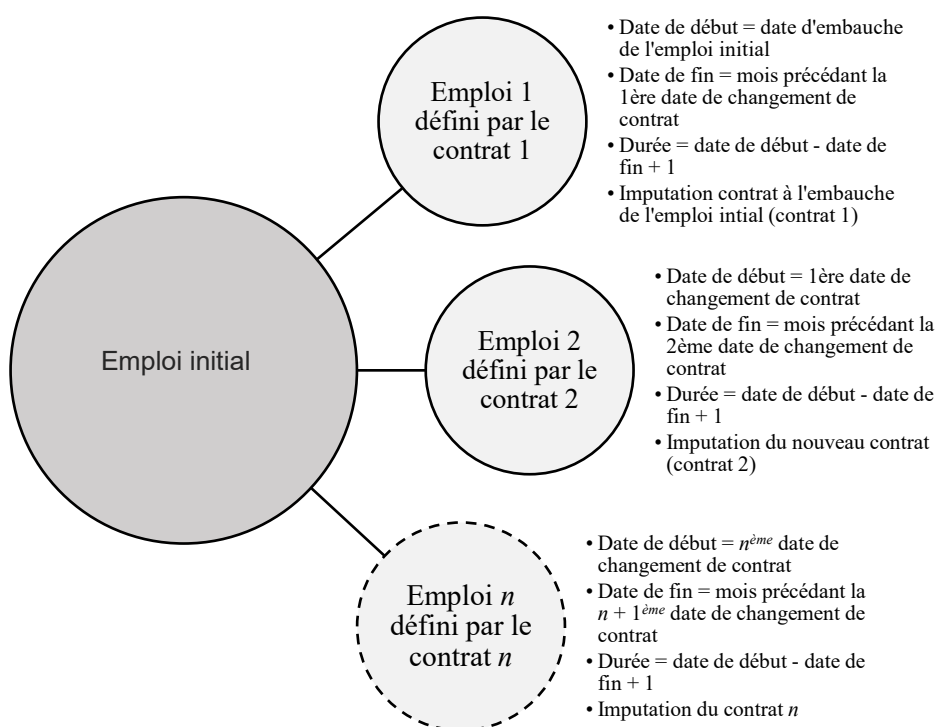 Emploi initial
Emploi 1
défini par le
contrat 1
• Date de début = date d'embauche
de l'emploi initial
• Date de fin = mois précédant la
1ère date de changement de
contrat
• Durée = date de début - date de
fin + 1
• Imputation contrat à l'embauche
de l'emploi intial (contrat 1)
Emploi 2
défini par le
contrat 2
• Date de début = 1ère date de
changement de contrat
• Date de fin = mois précédant la
2ème date de changement de
contrat
• Durée = date de début - date de
fin + 1
• Imputation du nouveau contrat
(contrat 2)
Emploi n
défini par le
contrat n
• Date de début = nème date de
changement de contrat
• Date de fin = mois précédant la
n + 1ème date de changement de
contrat
• Durée = date de début - date de
fin + 1
• Imputation du contrat n